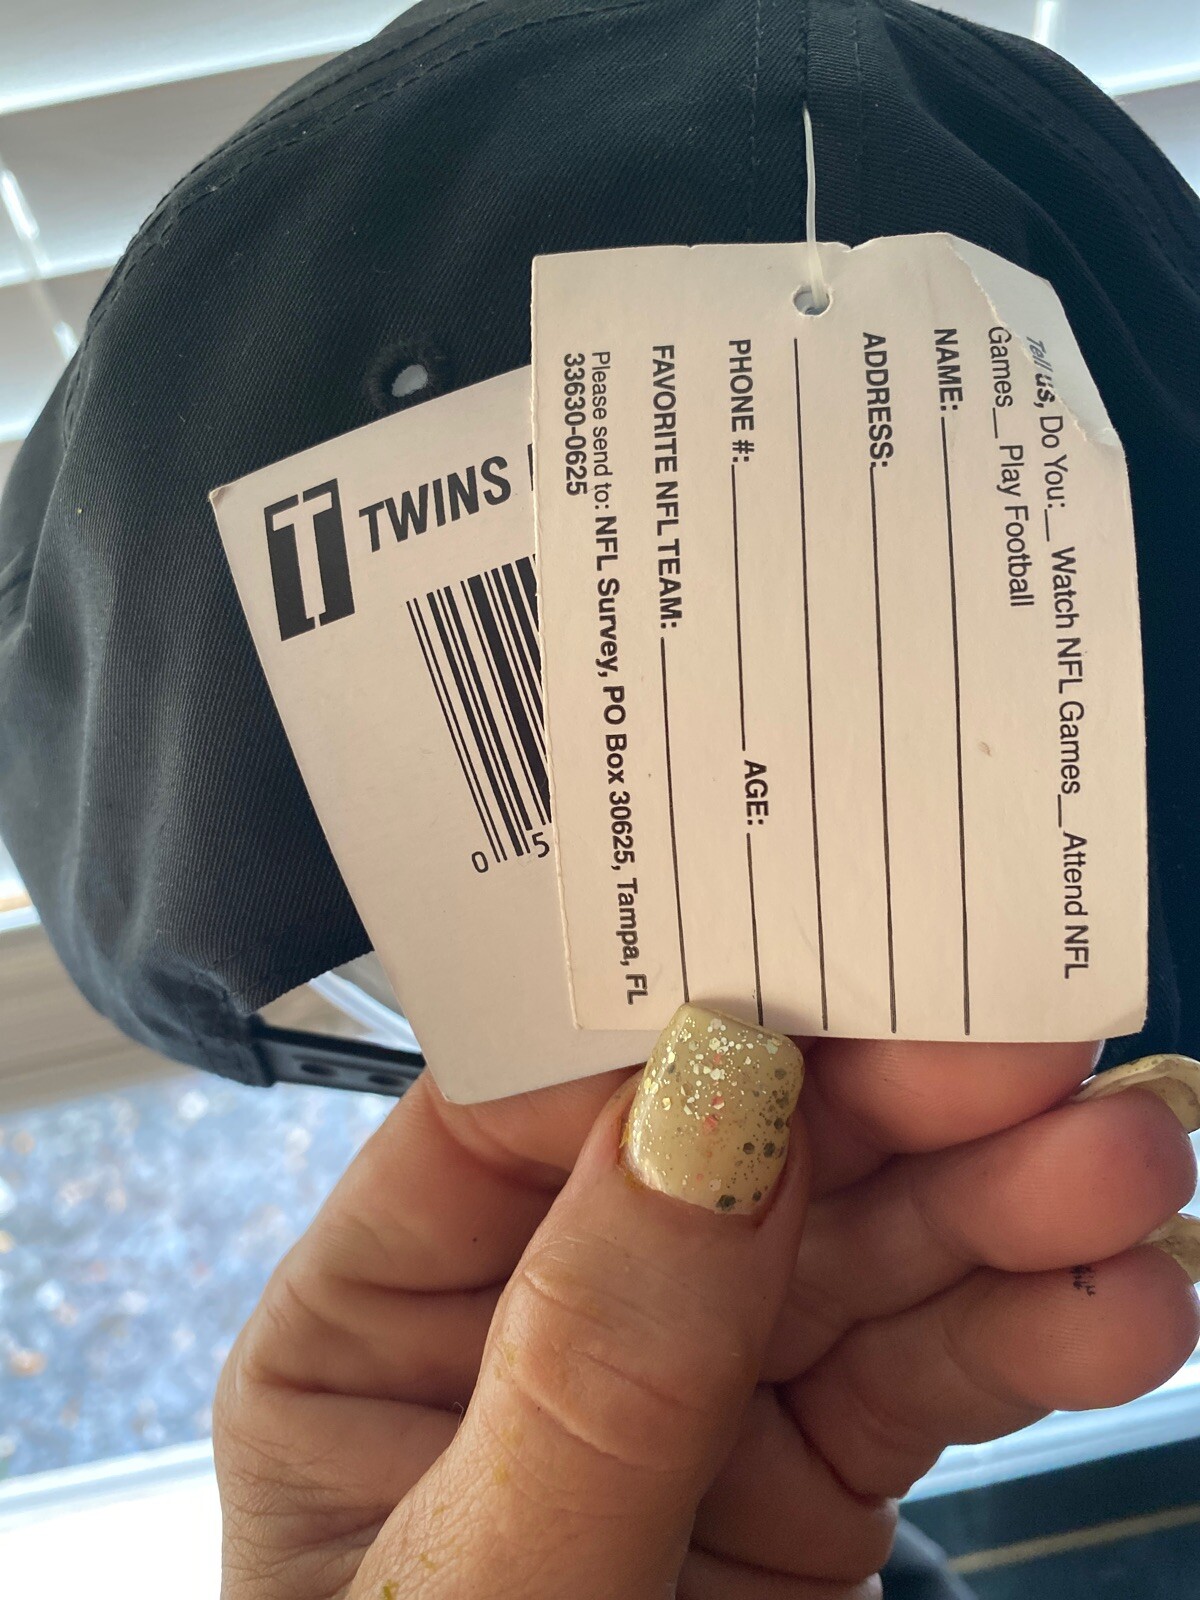 Tell us, Do You:__ Watch NFL Games__ Attend NFL
Games__ Play Football
NAME:
ADDRESS:
PHONE #: AGE:
FAVORITE NFL TEAM:
Please send to: NFL Survey, PO Box 30625, Tampa, FL
33630-0625
T TWINS
0 5